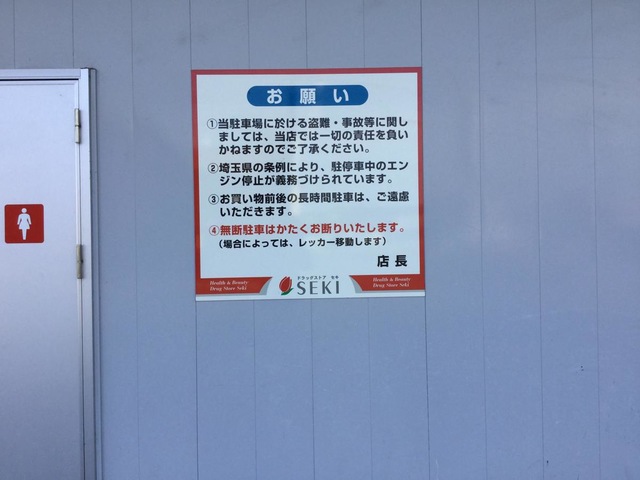 お願い
①当駐車場に於ける盗難・事故等に関し
ましては、当店では一切の責任を負い
かねますのでご了承ください。
②埼玉県の条例により、駐停車中のエン
ジン停止が義務づけられています。
③お買い物前後の長時間駐車は、ご遠慮
いただきます。
④無断駐車はかたくお断りいたします。
（場合によっては、レッカー移動します）
店長
Health & Beauty
Drug Store Seki
ドラッグストア セキ
SEKI
Health & Beauty
Drug Store Seki